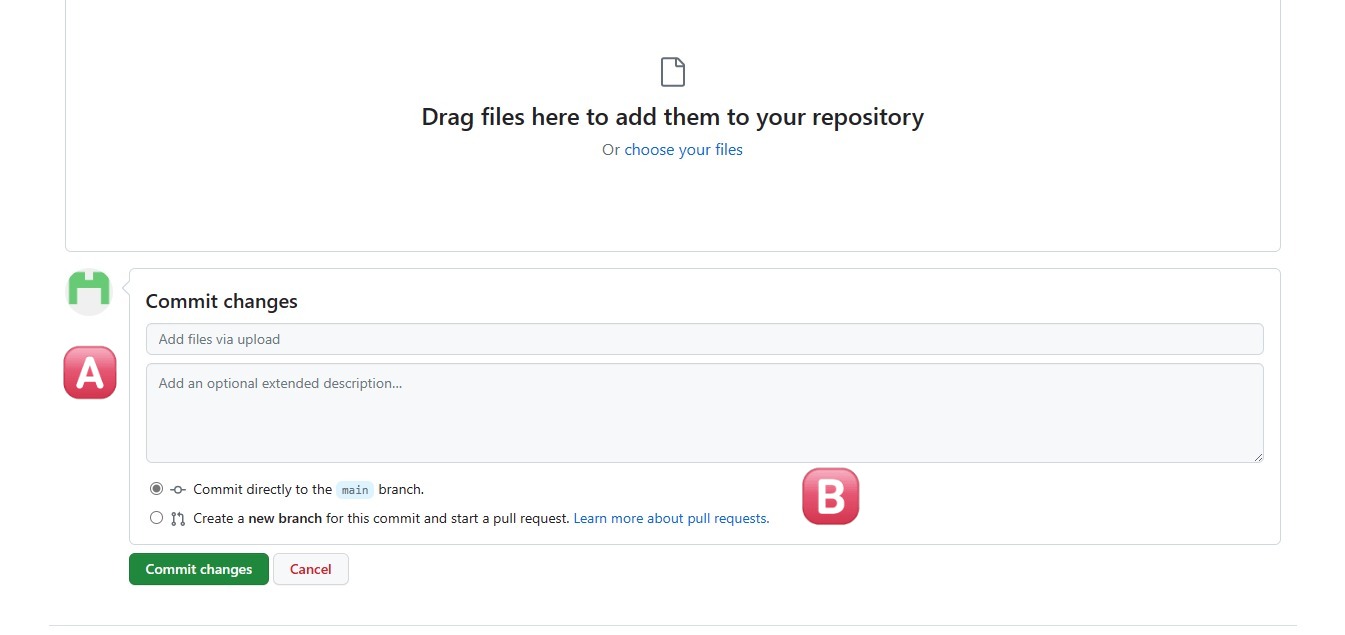 Drag files here to add them to your repository
Or choose your files
Commit changes
Add files via upload
A
Add an optional extended description...
Commit directly to the main branch.
B
Create a new branch for this commit and start a pull request. Learn more about pull requests.
Commit changes Cancel